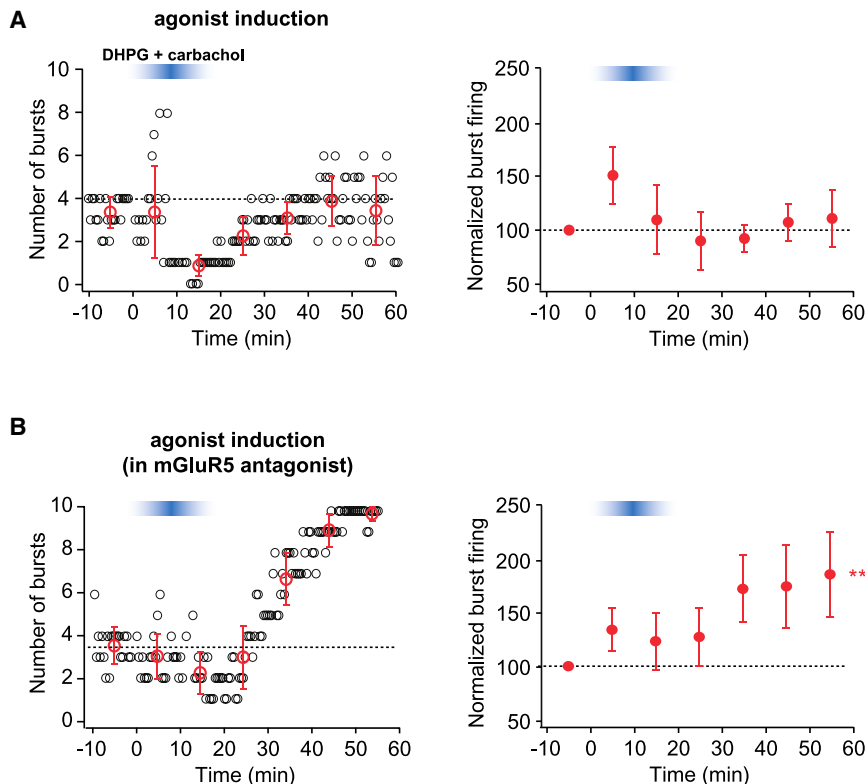 A
agonist induction
DHPG + carbachol
Number of bursts
10
8
6
4
2
0
-10 0 10 20 30 40 50 60
Time (min)
Normalized burst firing
250
200
150
100
50
-10 0 10 20 30 40 50 60
Time (min)
B
agonist induction
(in mGluR5 antagonist)
Number of bursts
10
8
6
4
2
0
-10 0 10 20 30 40 50 60
Time (min)
Normalized burst firing
250
200
150
100
50
**
-10 0 10 20 30 40 50 60
Time (min)